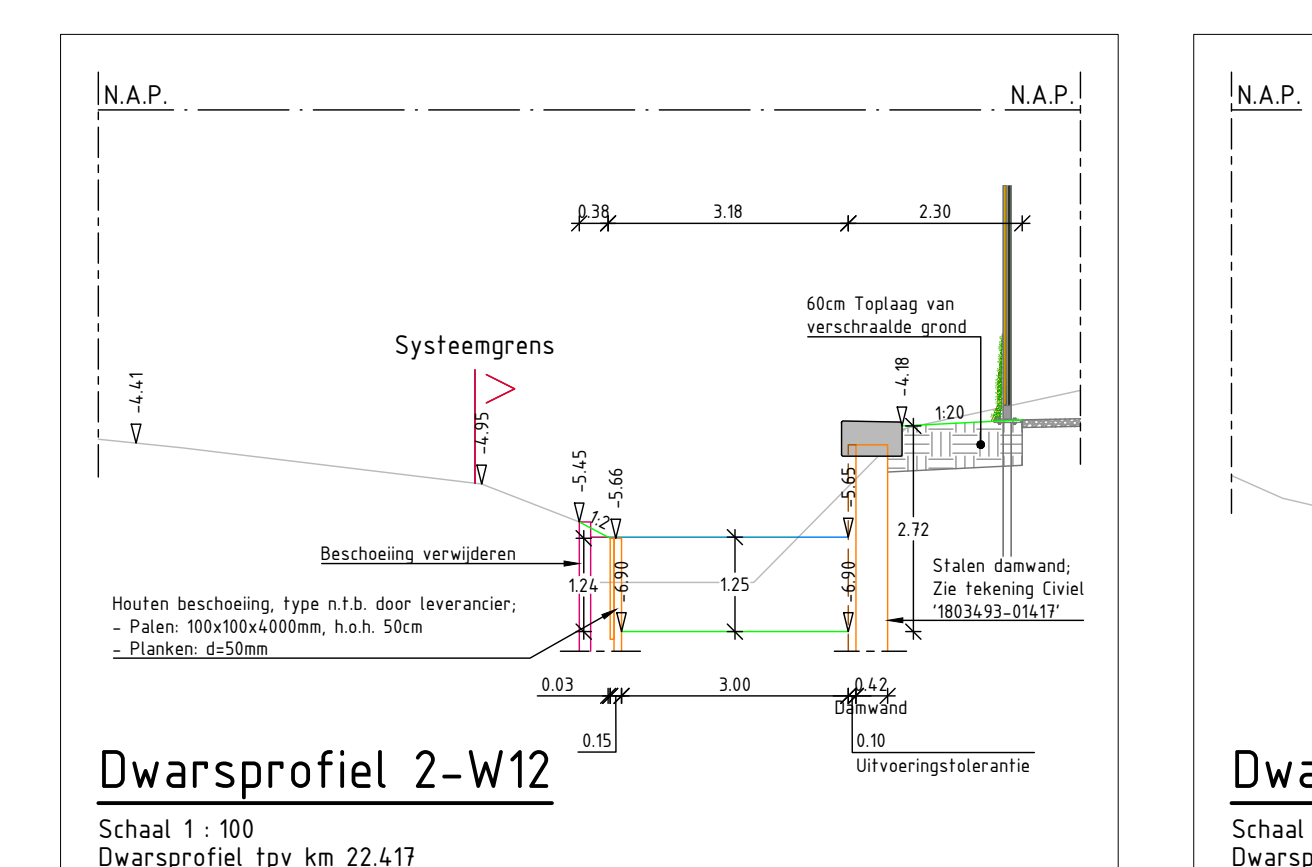 N.A.P.
N.A.P.
N.A.P.
0.38
3.18
2.30
60cm Toplaag van
verschraalde grond
Systeemgrens
-4.41
-4.95
-4.18
1:20
-5.45
-5.66
-5.65
1:2
2.72
Beschoeiing verwijderen
1.24
-6.90
1.25
-6.90
Stalen damwand;
Zie tekening Civiel
'1803493-01417'
Houten beschoeiing, type n.t.b. door leverancier;
- Palen: 100x100x4000mm, h.o.h. 50cm
- Planken: d=50mm
0.03
3.00
0.42
Damwand
0.15
0.10
Uitvoeringstolerantie
Dwarsprofiel 2-W12
Schaal 1 : 100
Dwarsprofiel tpv km 22.417
Dwa
Schaal
Dwarsp